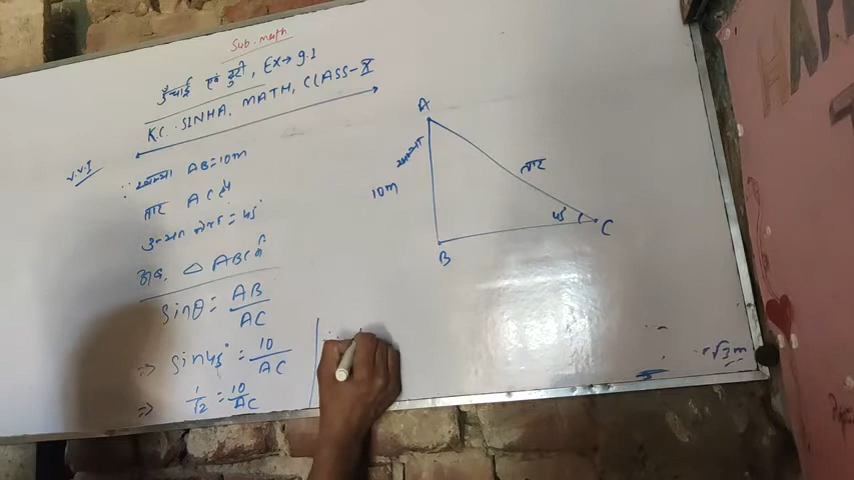 Sub. math
ऊँचाई एवं दूरी, Ex→ 9.1
K.C. SINHA, MATH, CLASS-X
V.V.I
∵ खम्भा AB=10m
तार AC है
उन्नयन कोण = 45°
अब, △ ABC में
sinθ = AB/AC
⇒ sin45° = 10/AC
⇒ 1/√2 = 10/AC
A
खम्भा
10m
तार
45°
B
C
√3 m